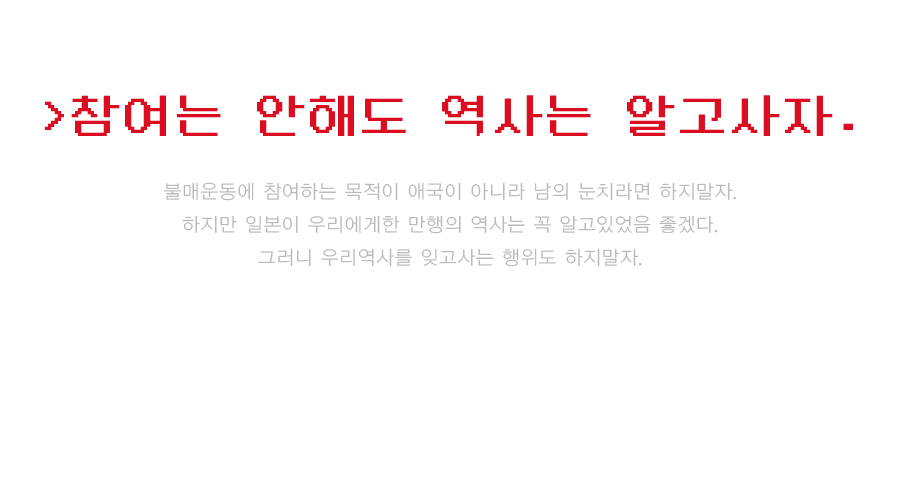 >참여는 안해도 역사는 알고사자.
불매운동에 참여하는 목적이 애국이 아니라 남의 눈치라면 하지말자.
하지만 일본이 우리에게한 만행의 역사는 꼭 알고있었음 좋겠다.
그러니 우리역사를 잊고사는 행위도 하지말자.